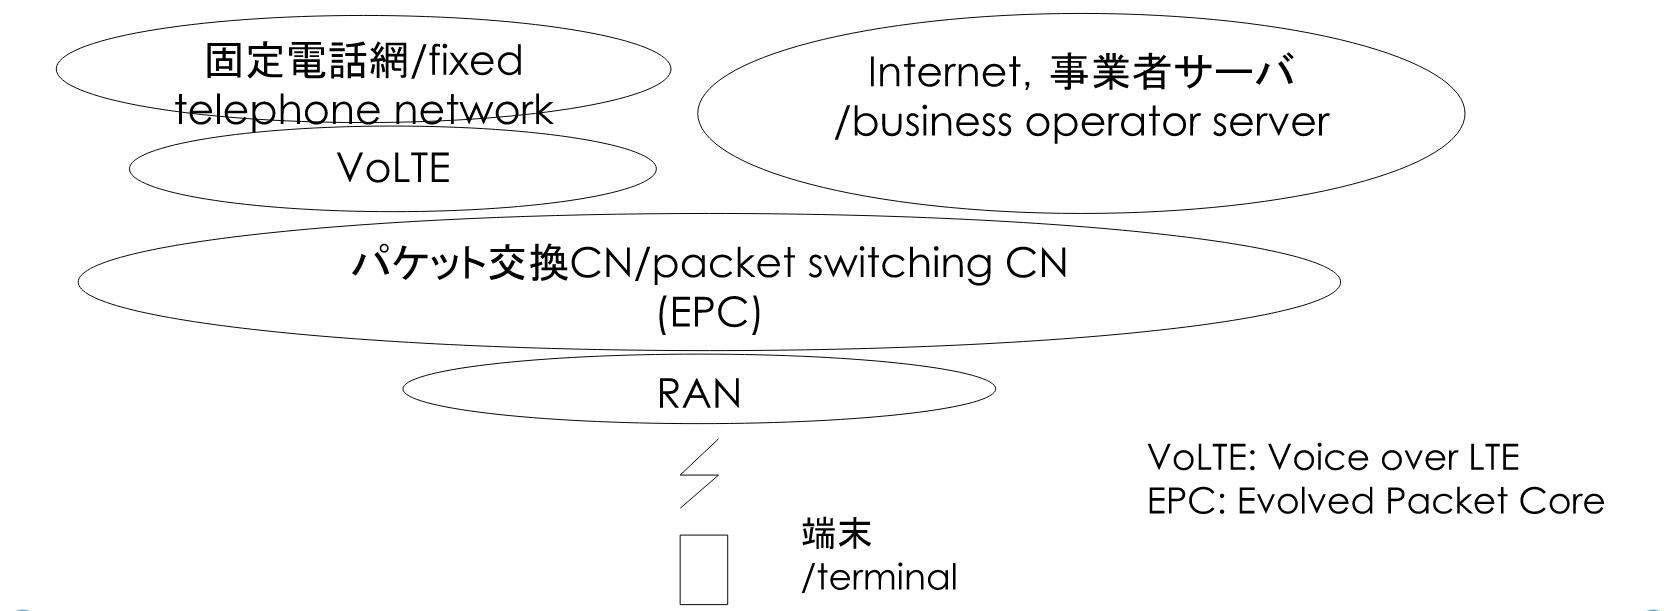 固定電話網/fixed
telephone network
Internet, 事業者サーバ
/business operator server
VoLTE
パケット交換CN/packet switching CN
(EPC)
RAN
VoLTE: Voice over LTE
EPC: Evolved Packet Core
端末
/terminal